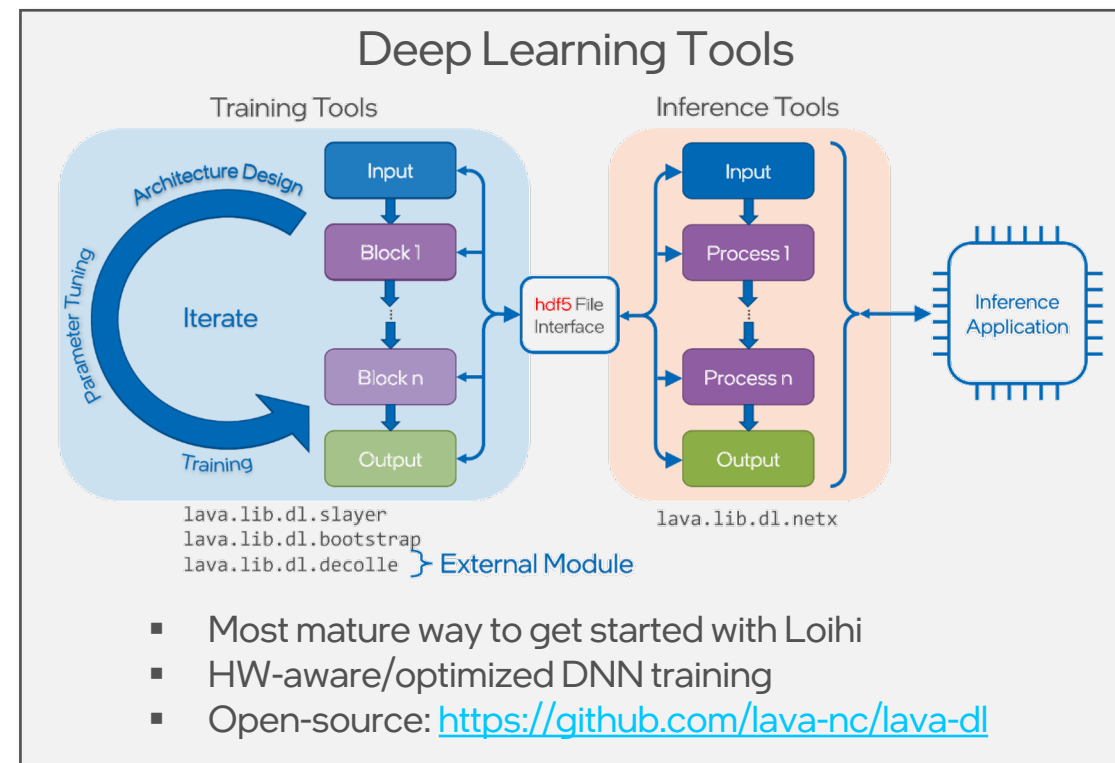 Deep Learning Tools
Training Tools
Architecture Design
Parameter Tuning
Training
Iterate
Input
Block 1
Block n
Output
hdf5 File
Interface
Inference Tools
Input
Process 1
Process n
Output
Inference
Application
lava.lib.dl.slayer
lava.lib.dl.bootstrap
lava.lib.dl.decolle
External Module
lava.lib.dl.netx
▪ Most mature way to get started with Loihi
▪ HW-aware/optimized DNN training
▪ Open-source: https://github.com/lava-nc/lava-dl